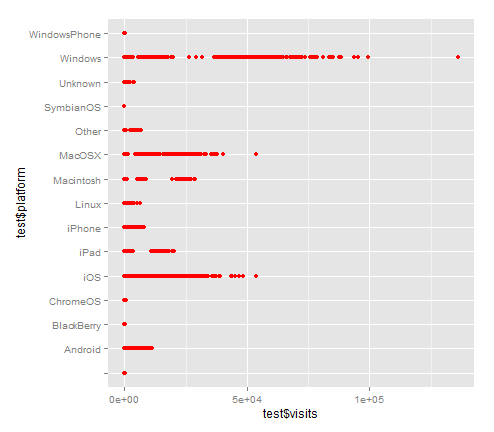 WindowsPhone
Windows
Unknown
SymbianOS
Other
MacOSX
Macintosh
Linux
iPhone
iPad
iOS
ChromeOS
BlackBerry
Android
test$platform
0e+00 5e+04 1e+05
test$visits